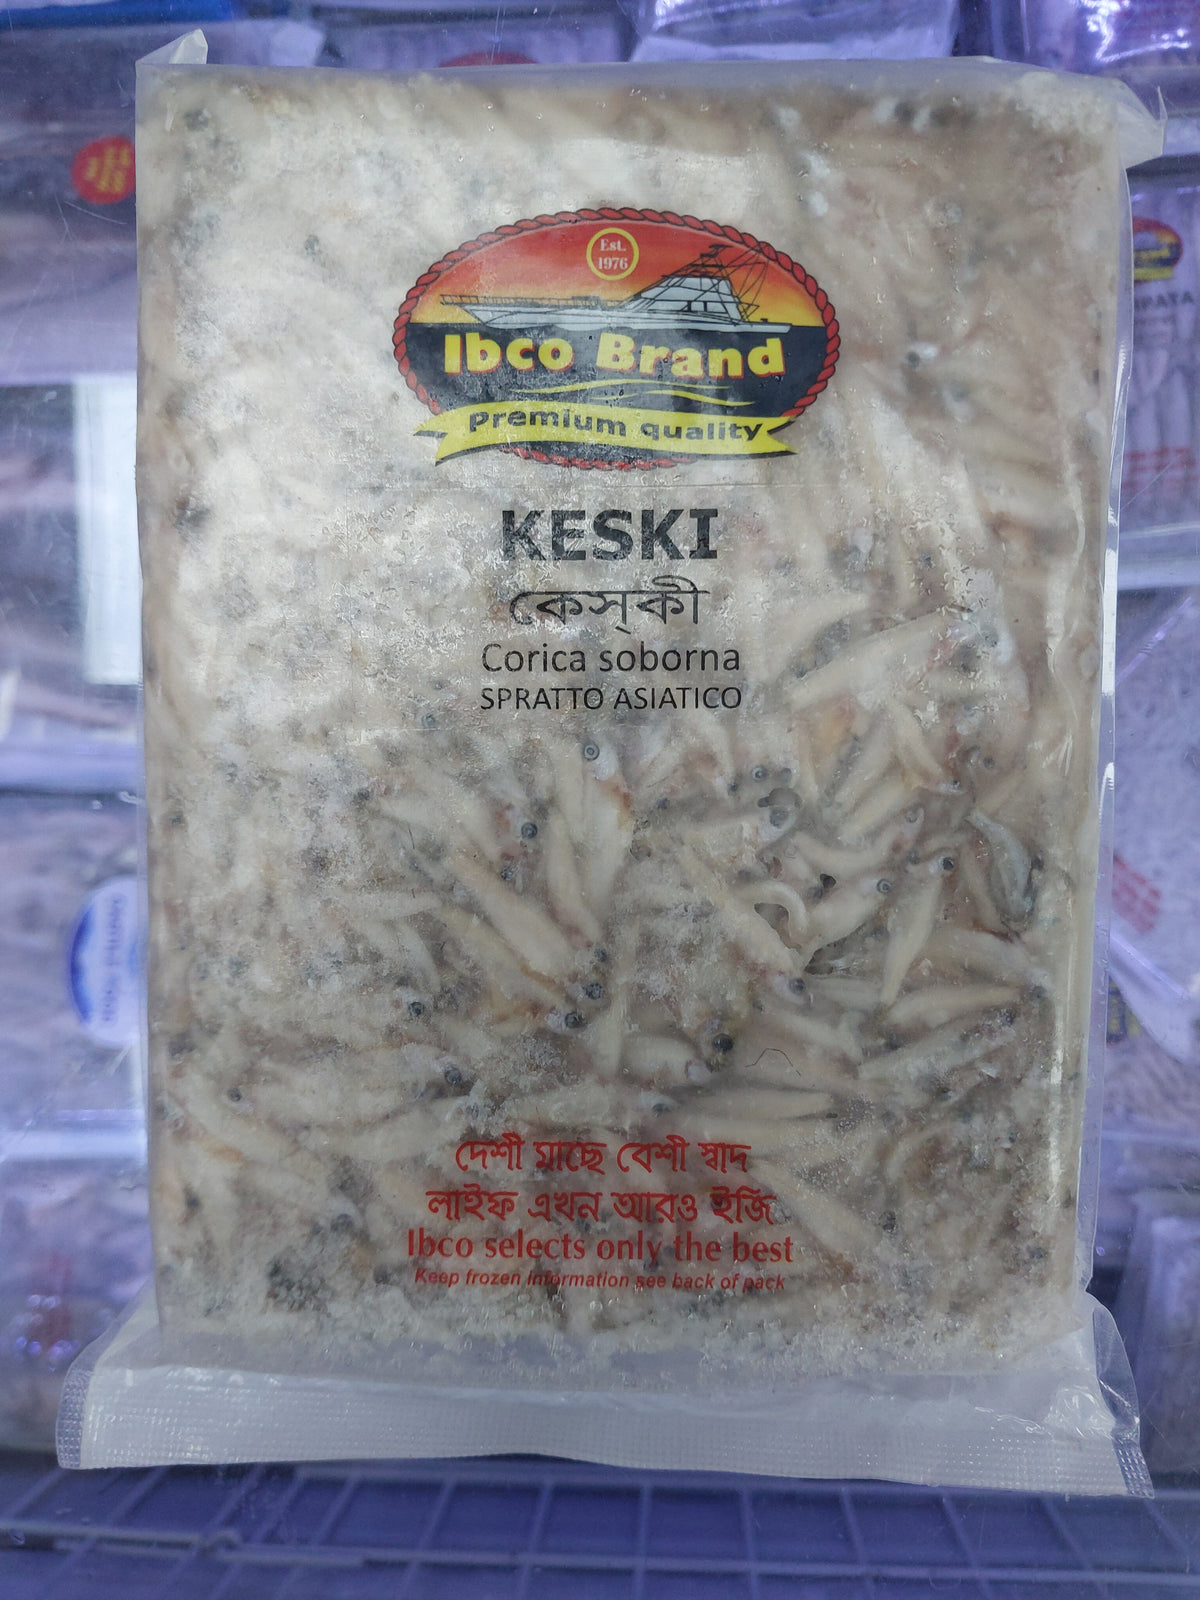 Est.
1976
Ibco Brand
Premium quality
KESKI
কেস্‌কী
Corica soborna
SPRATTO ASIATICO
দেশী মাছে বেশী স্বাদ
লাইফ এখন আরও ইজি
Ibco selects only the best
Keep frozen information see back of pack